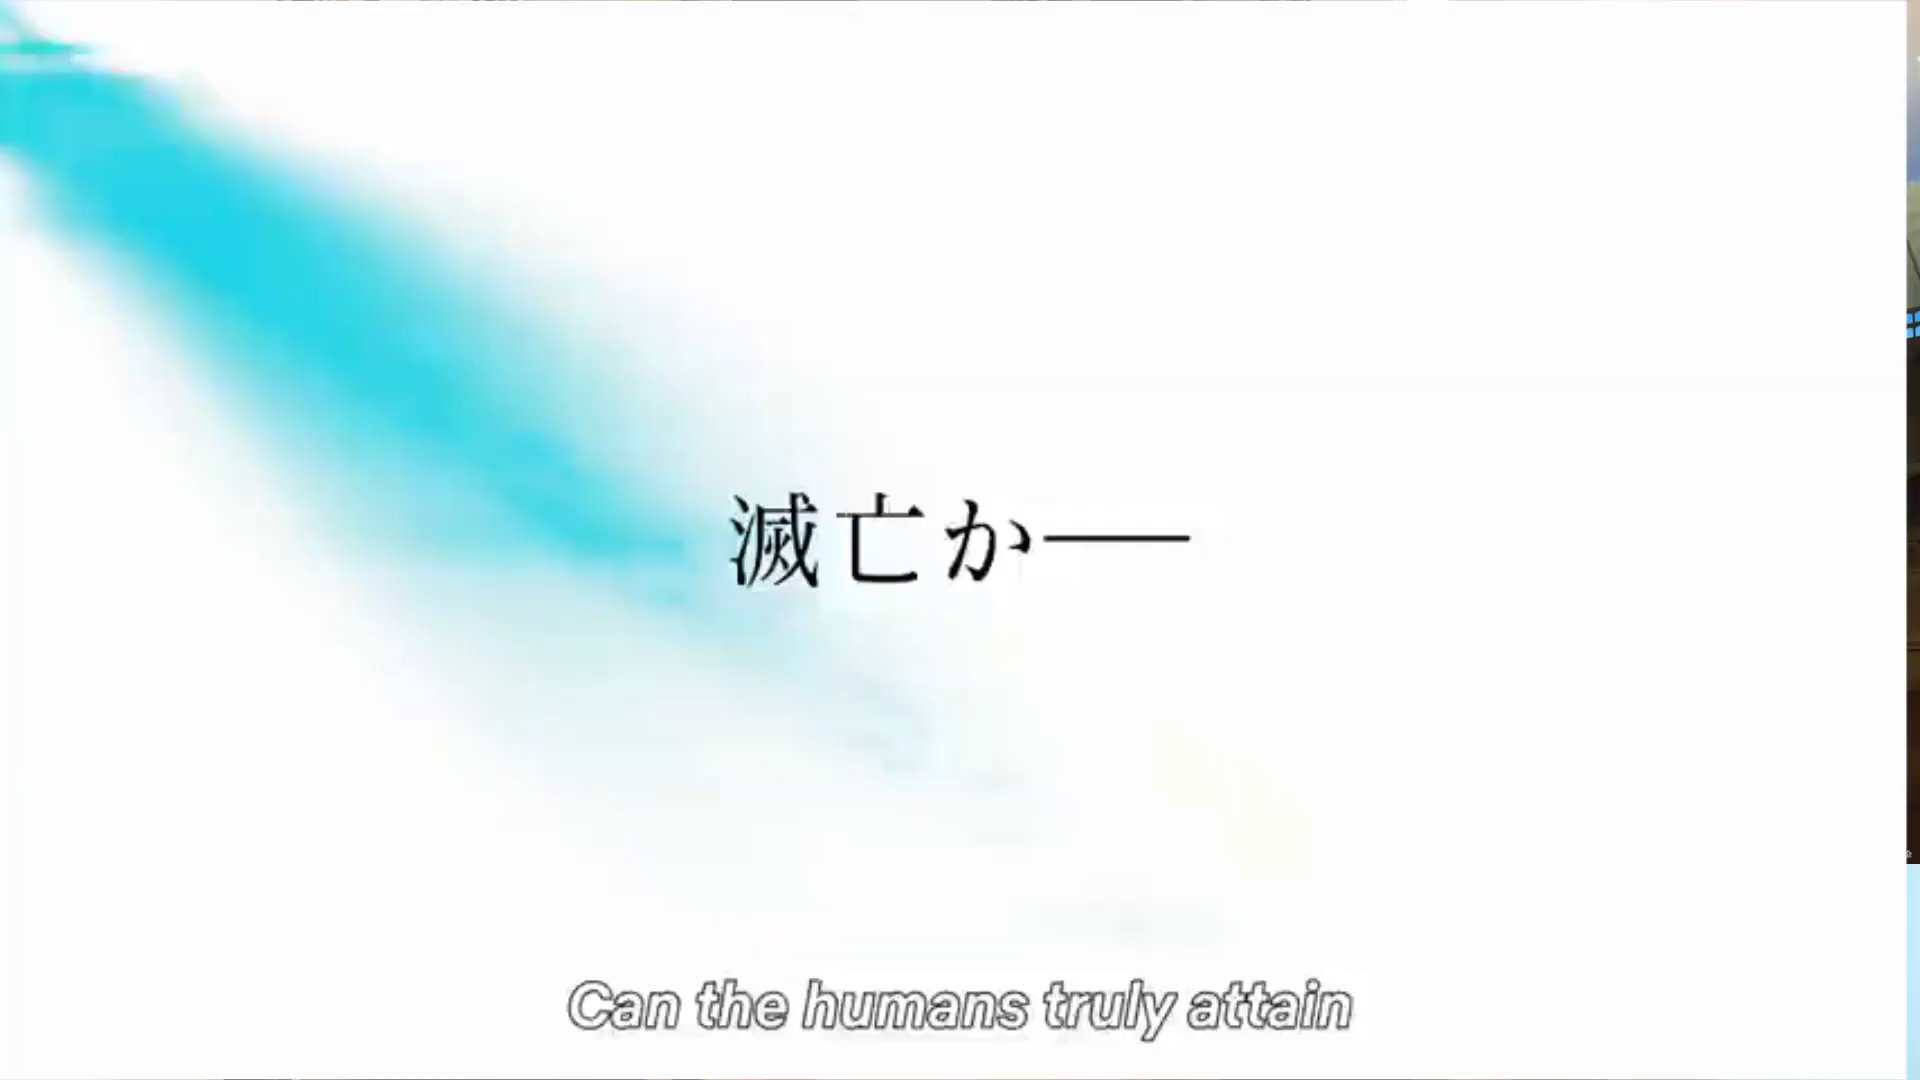 滅亡か――
Can the humans truly attain